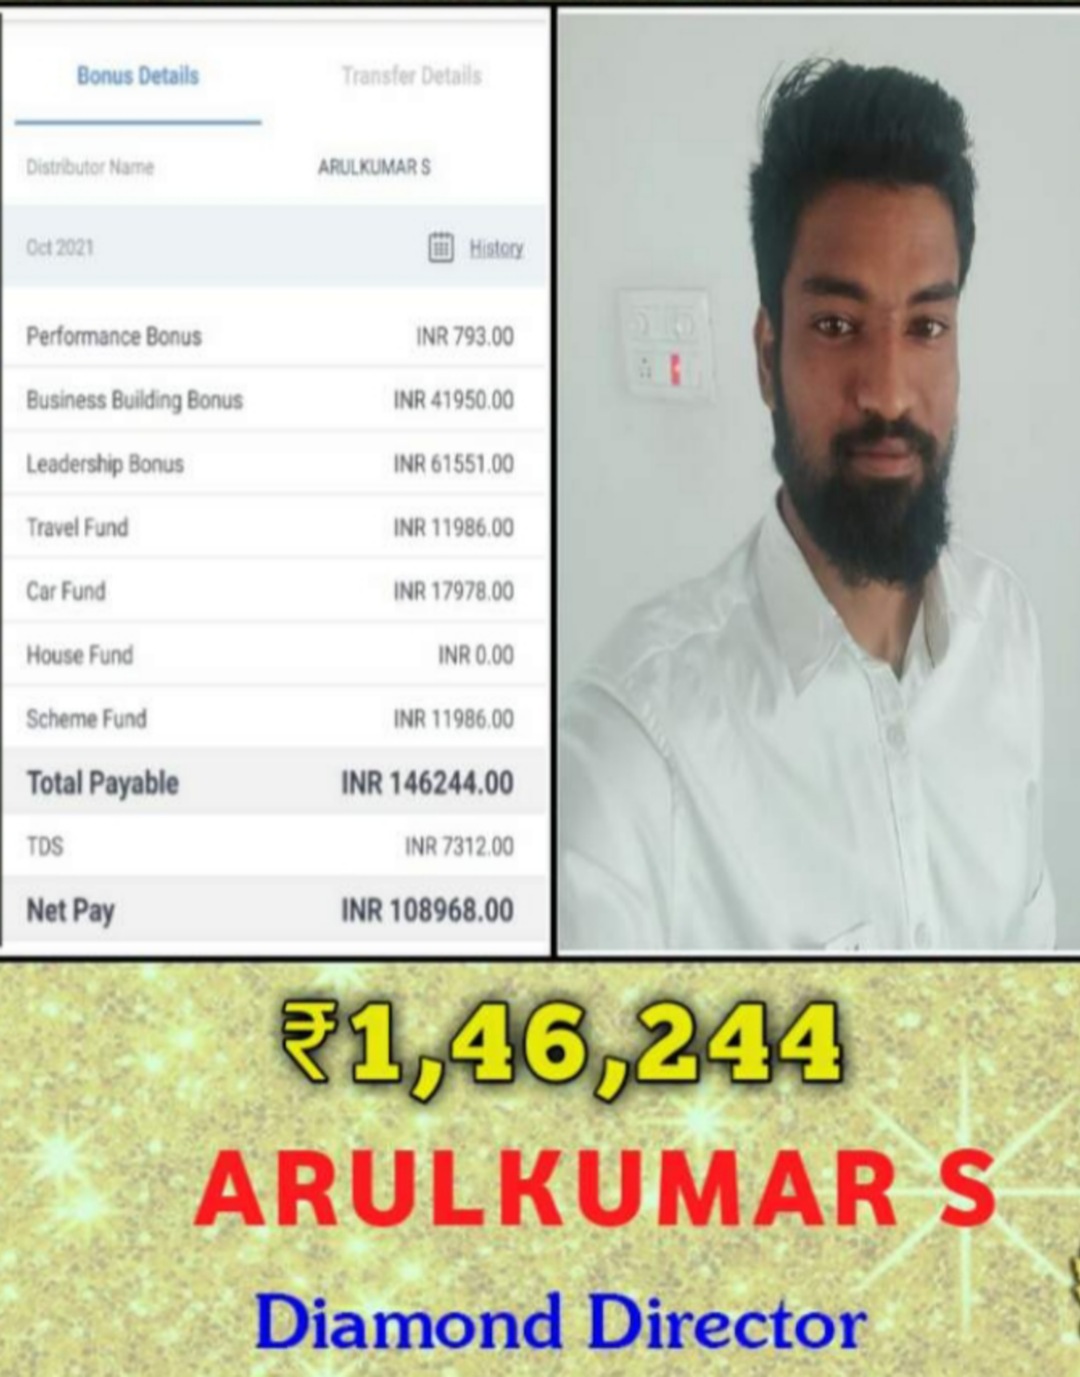 Bonus Details Transfer Details
Distributor Name ARULKUMAR S
Oct 2021 History
Performance Bonus INR 793.00
Business Building Bonus INR 41950.00
Leadership Bonus INR 61551.00
Travel Fund INR 11986.00
Car Fund INR 17978.00
House Fund INR 0.00
Scheme Fund INR 11986.00
Total Payable INR 146244.00
TDS INR 7312.00
Net Pay INR 108968.00
₹1,46,244
ARULKUMAR S
Diamond Director